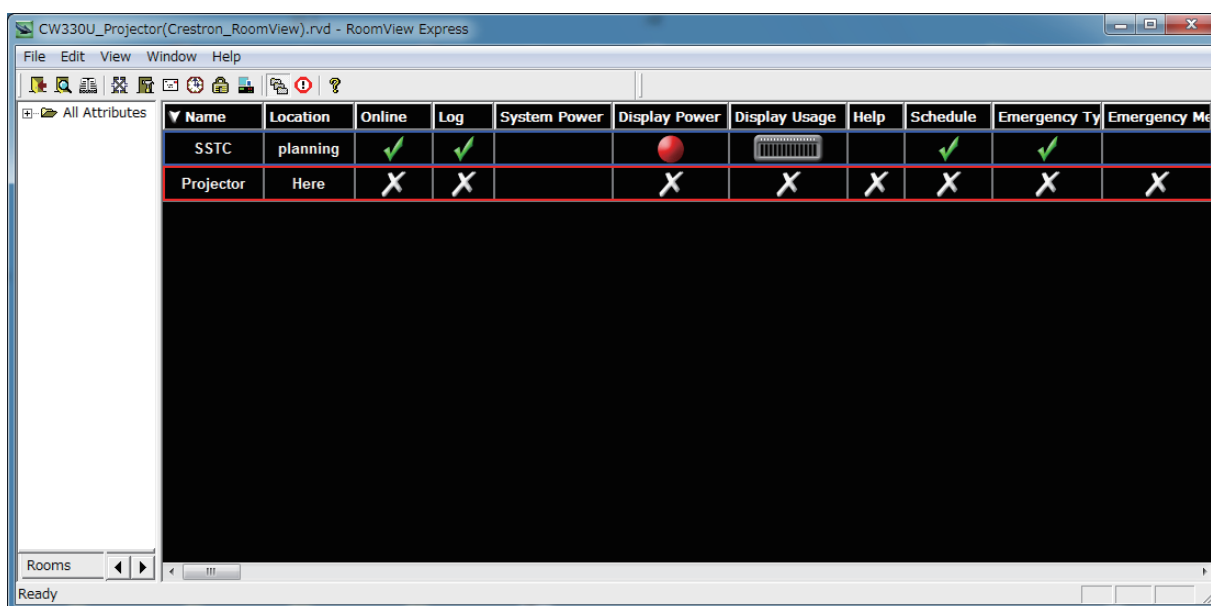 CW330U_Projector(Crestron_RoomView).rvd - RoomView Express
File Edit View Window Help
All Attributes
Name Location Online Log System Power Display Power Display Usage Help Schedule Emergency Ty Emergency Me
SSTC planning
Projector Here
Rooms
Ready